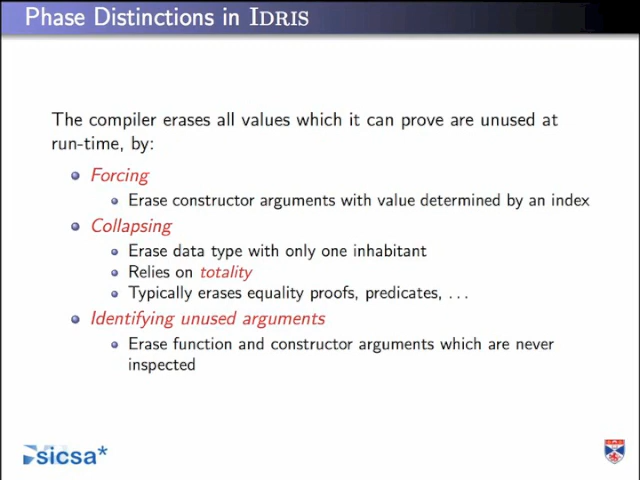 Phase Distinctions in IDRIS
The compiler erases all values which it can prove are unused at
run-time, by:
Forcing
Erase constructor arguments with value determined by an index
Collapsing
Erase data type with only one inhabitant
Relies on totality
Typically erases equality proofs, predicates, ...
Identifying unused arguments
Erase function and constructor arguments which are never
inspected
sicsa*